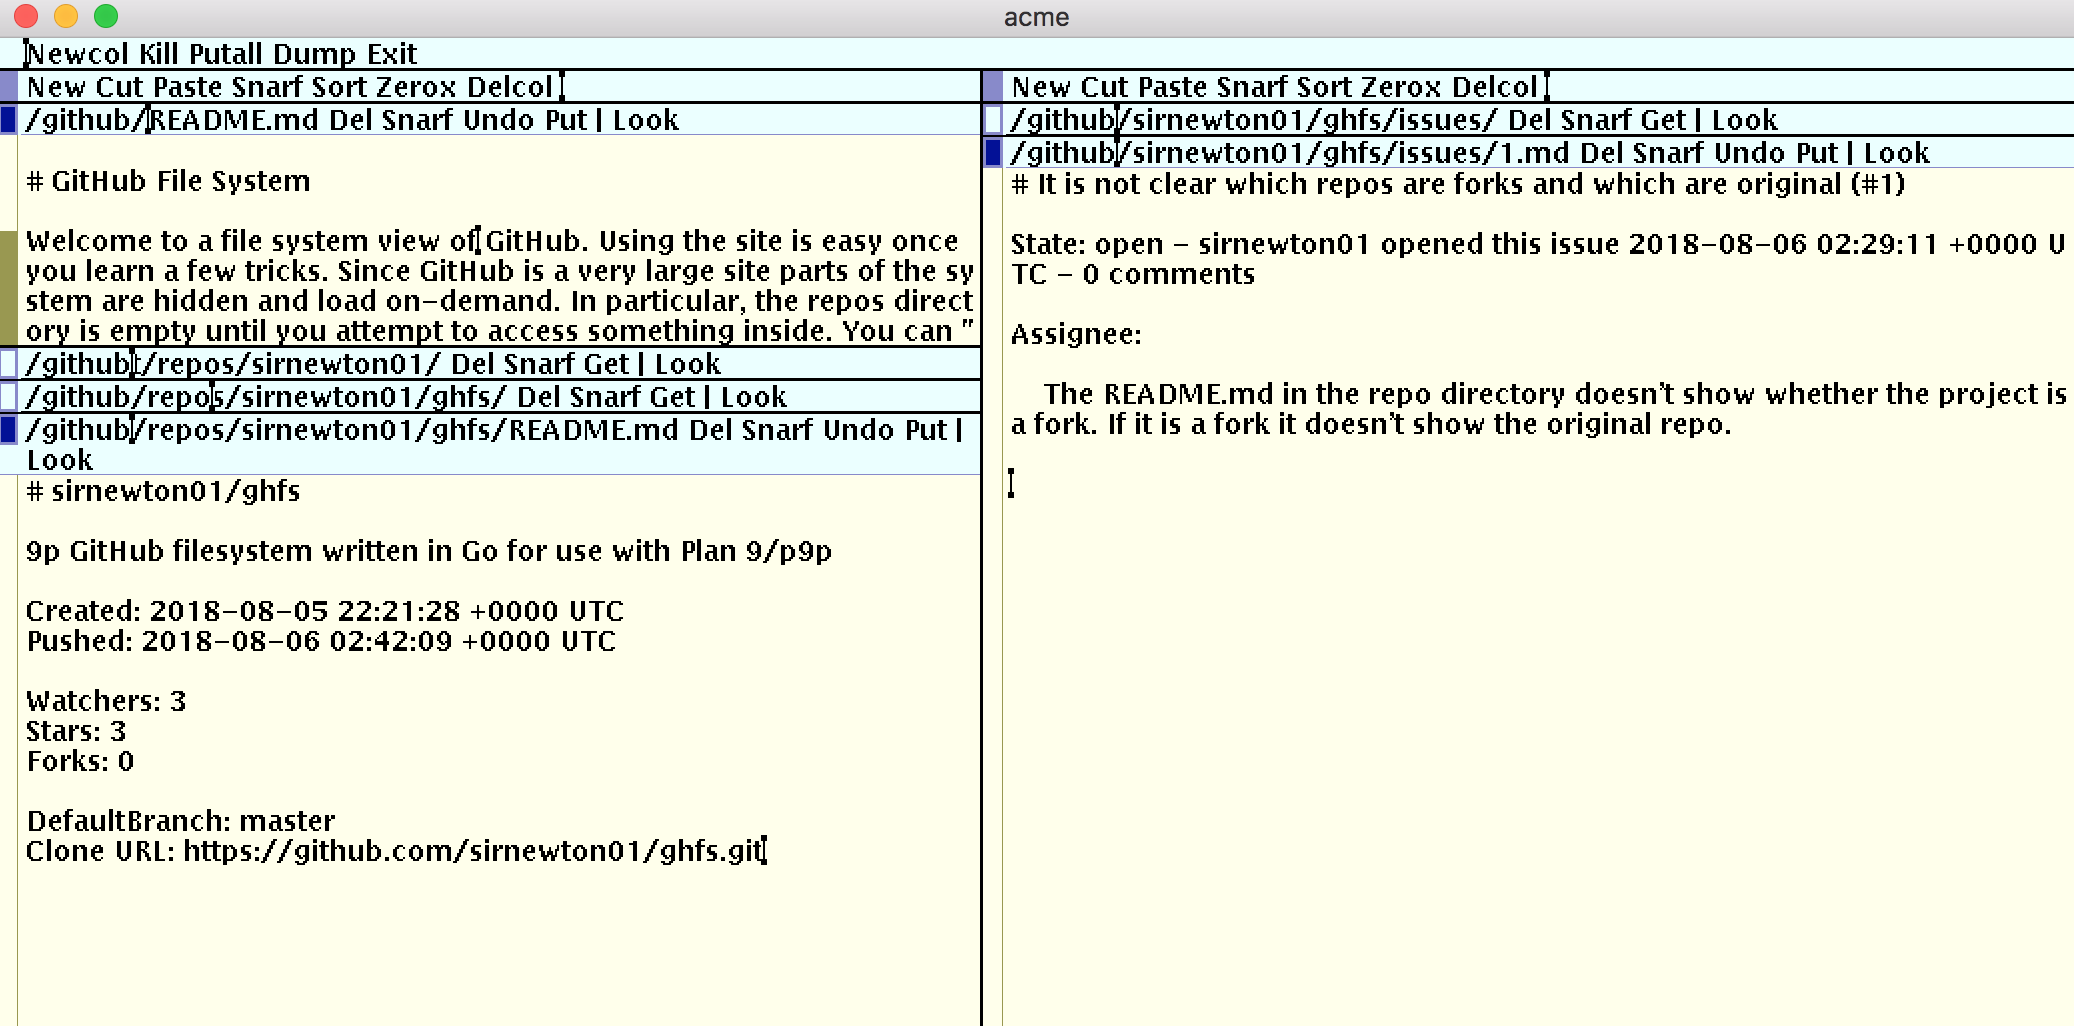 acme
Newcol Kill Putall Dump Exit
New Cut Paste Snarf Sort Zerox Delcol
/github/README.md Del Snarf Undo Put | Look
# GitHub File System
Welcome to a file system view of GitHub. Using the site is easy once
you learn a few tricks. Since GitHub is a very large site parts of the sy
stem are hidden and load on-demand. In particular, the repos direct
ory is empty until you attempt to access something inside. You can "
/githubt/repos/sirnewton01/ Del Snarf Get | Look
/github/repos/sirnewton01/ghfs/ Del Snarf Get | Look
/github/repos/sirnewton01/ghfs/README.md Del Snarf Undo Put |
Look
# sirnewton01/ghfs
9p GitHub filesystem written in Go for use with Plan 9/p9p
Created: 2018-08-05 22:21:28 +0000 UTC
Pushed: 2018-08-06 02:42:09 +0000 UTC
Watchers: 3
Stars: 3
Forks: 0
DefaultBranch: master
Clone URL: https://github.com/sirnewton01/ghfs.git
New Cut Paste Snarf Sort Zerox Delcol
/github/sirnewton01/ghfs/issues/ Del Snarf Get | Look
/github/sirnewton01/ghfs/issues/1.md Del Snarf Undo Put | Look
# It is not clear which repos are forks and which are original (#1)
State: open - sirnewton01 opened this issue 2018-08-06 02:29:11 +0000 U
TC - 0 comments
Assignee:
The README.md in the repo directory doesn't show whether the project is
a fork. If it is a fork it doesn't show the original repo.